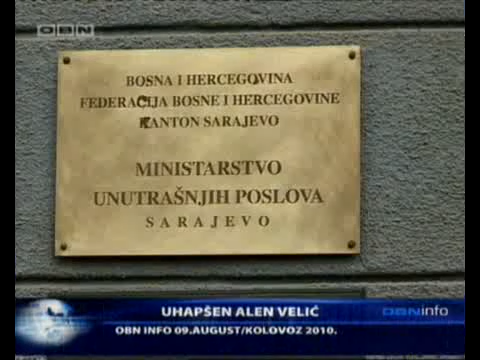 OBN
BOSNA I HERCEGOVINA
FEDERACIJA BOSNE I HERCEGOVINE
KANTON SARAJEVO
MINISTARSTVO
UNUTRAŠNJIH POSLOVA
SARAJEVO
UHAPŠEN ALEN VELIĆ
OBNinfo
OBN INFO 09.AUGUST/KOLOVOZ 2010.